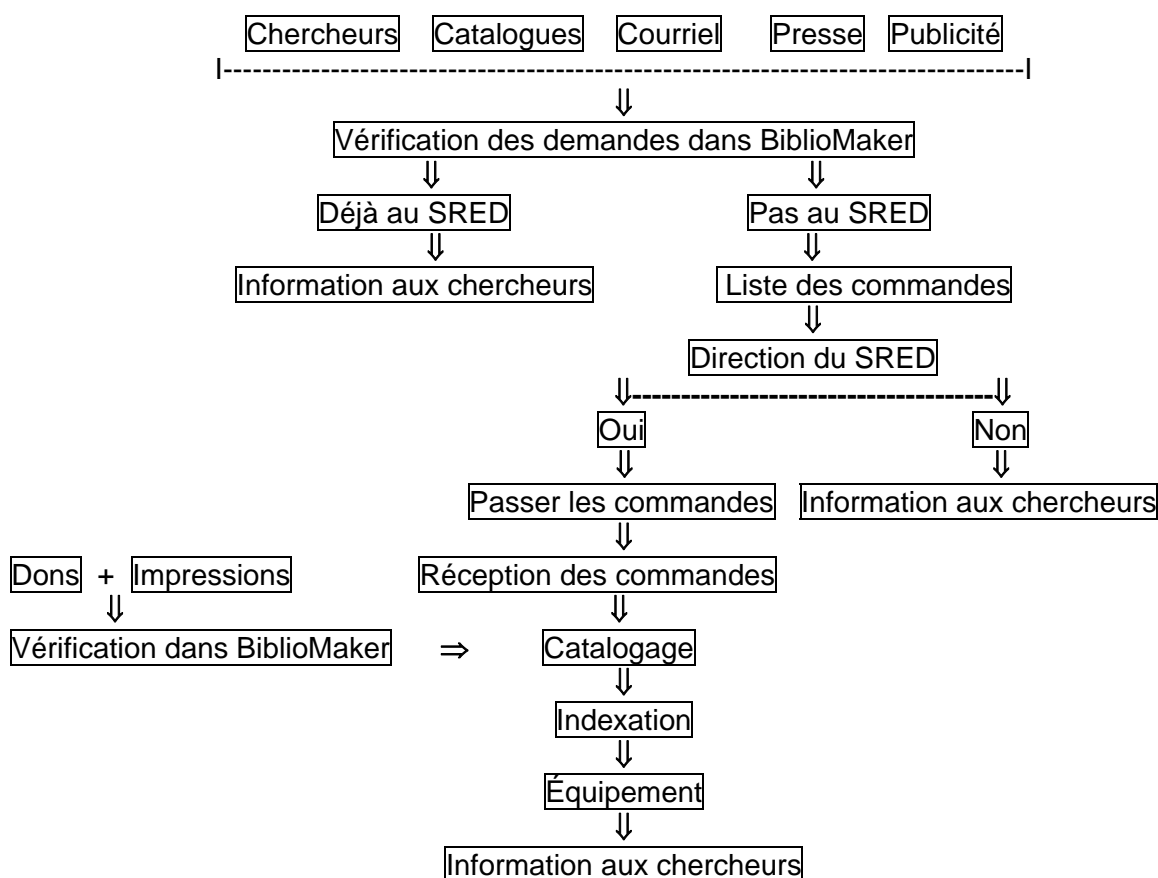 Chercheurs Catalogues Courriel Presse Publicité
Vérification des demandes dans BiblioMaker
Déjà au SRED Pas au SRED
Information aux chercheurs Liste des commandes
Direction du SRED
Oui Non
Passer les commandes Information aux chercheurs
Dons + Impressions Réception des commandes
Vérification dans BiblioMaker ⇒ Catalogage
Indexation
Équipement
Information aux chercheurs